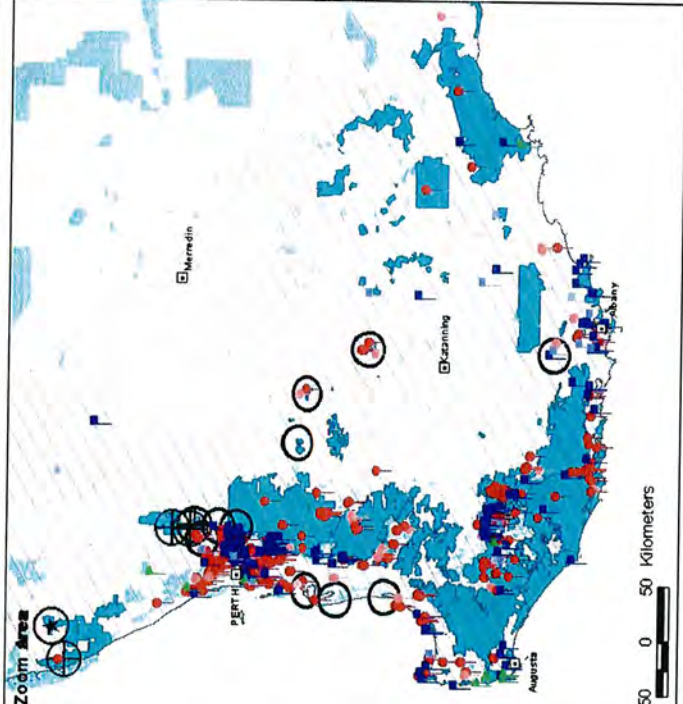 Zoom Area
Merredin
PERTH
Katanning
Albany
Augusta
50 0 50 Kilometers